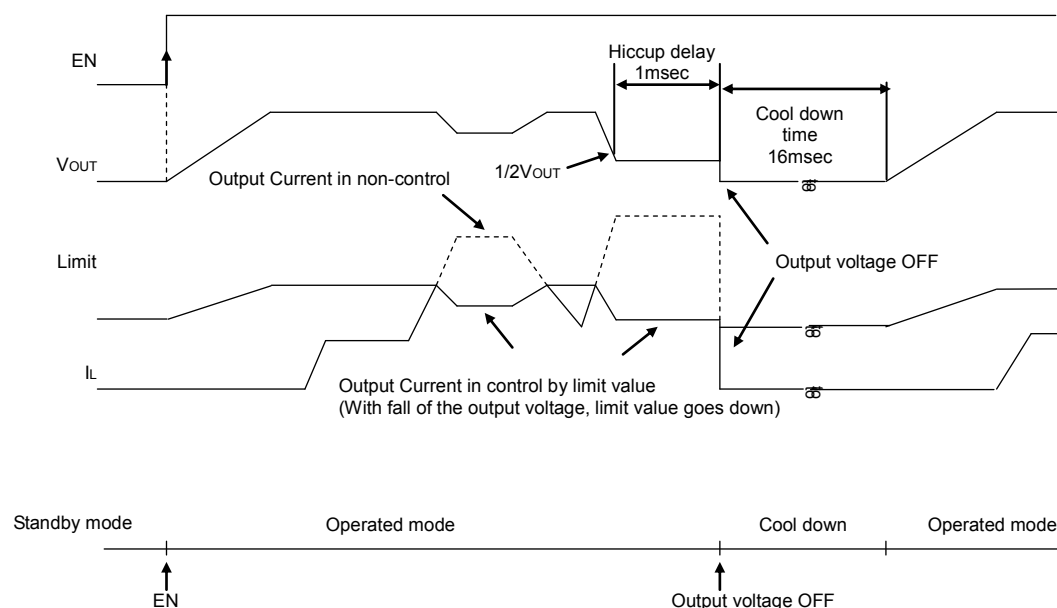 EN
Hiccup delay
1msec
Cool down
time
16msec
VOUT
1/2VOUT
Output Current in non-control
Limit
Output voltage OFF
IL
Output Current in control by limit value
(With fall of the output voltage, limit value goes down)
Standby mode
Operated mode
Cool down
Operated mode
EN
Output voltage OFF